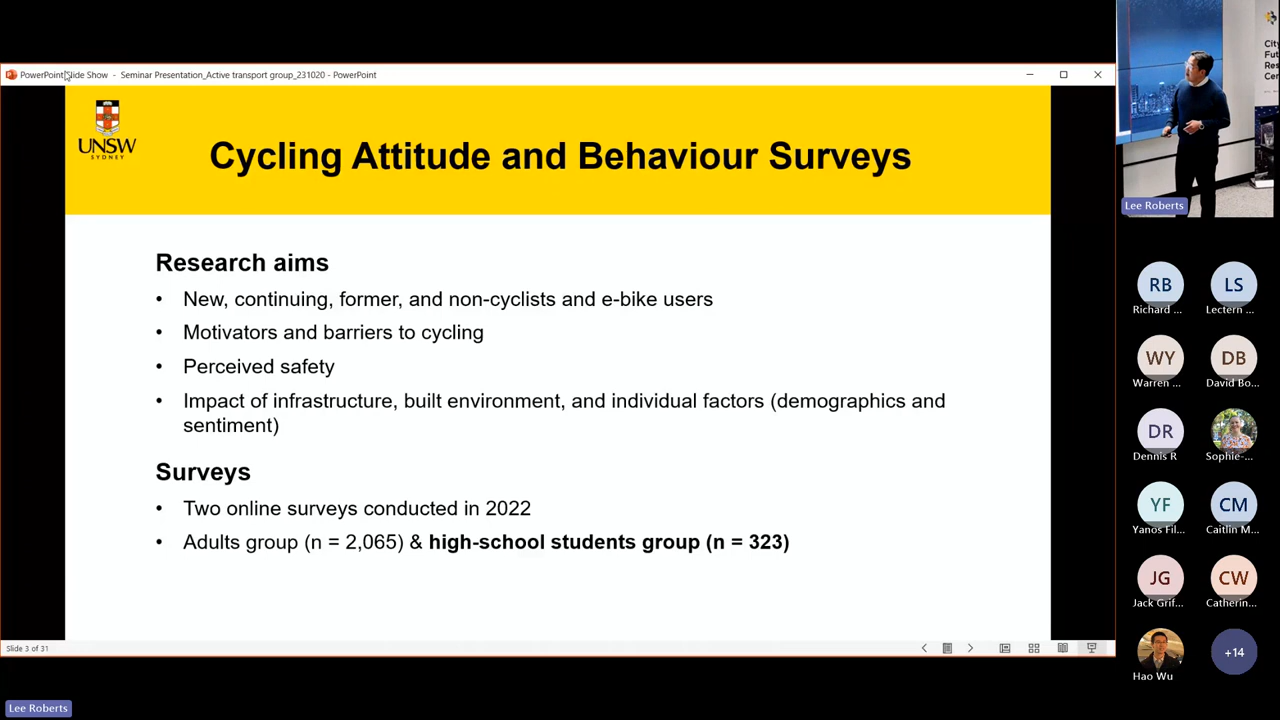 PowerPoint Slide Show - Seminar Presentation_Active transport group_231020 - PowerPoint
UNSW
SYDNEY
Cycling Attitude and Behaviour Surveys
Research aims
• New, continuing, former, and non-cyclists and e-bike users
• Motivators and barriers to cycling
• Perceived safety
• Impact of infrastructure, built environment, and individual factors (demographics and
sentiment)
Surveys
• Two online surveys conducted in 2022
• Adults group (n = 2,065) & high-school students group (n = 323)
Slide 3 of 31
Lee Roberts
Lee Roberts
RB
Richard ...
LS
Lectern ...
WY
Warren ...
DB
David Bo...
DR
Dennis R
Sophie-...
YF
Yanos Fil...
CM
Caitlin M...
JG
Jack Grif...
CW
Catherin...
Hao Wu
+14